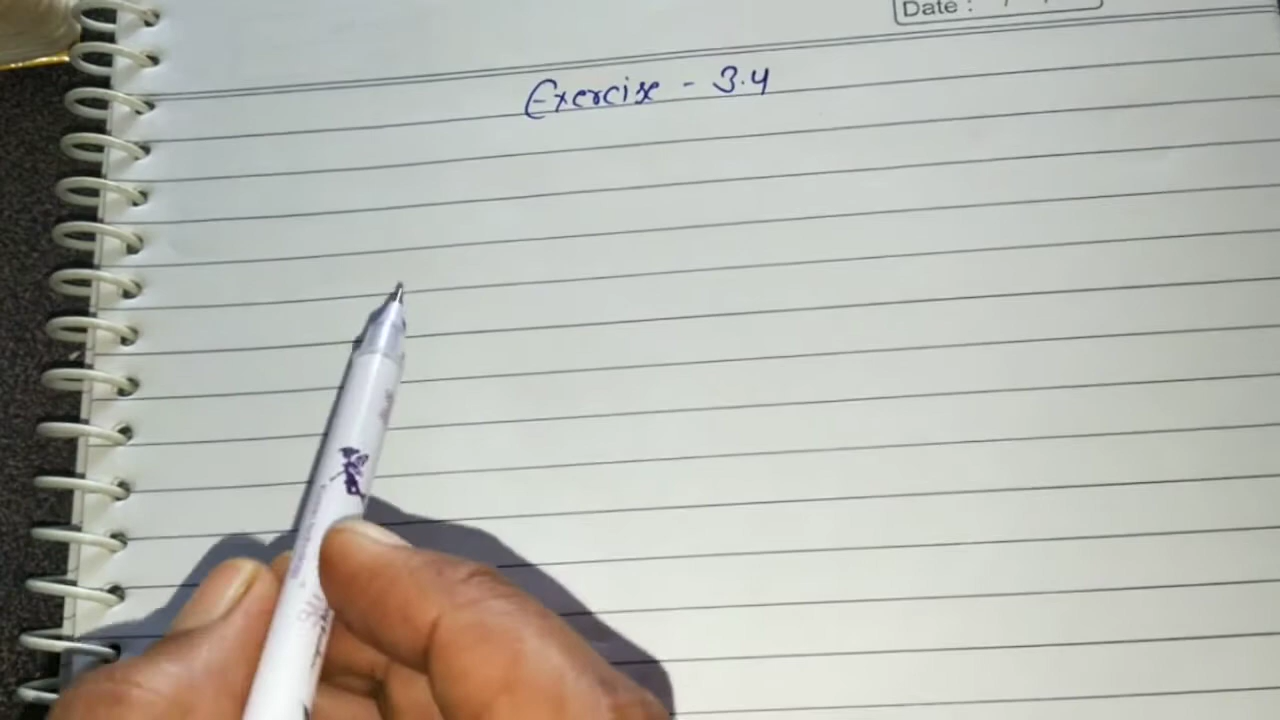 Date : / /
Exercise - 3.4